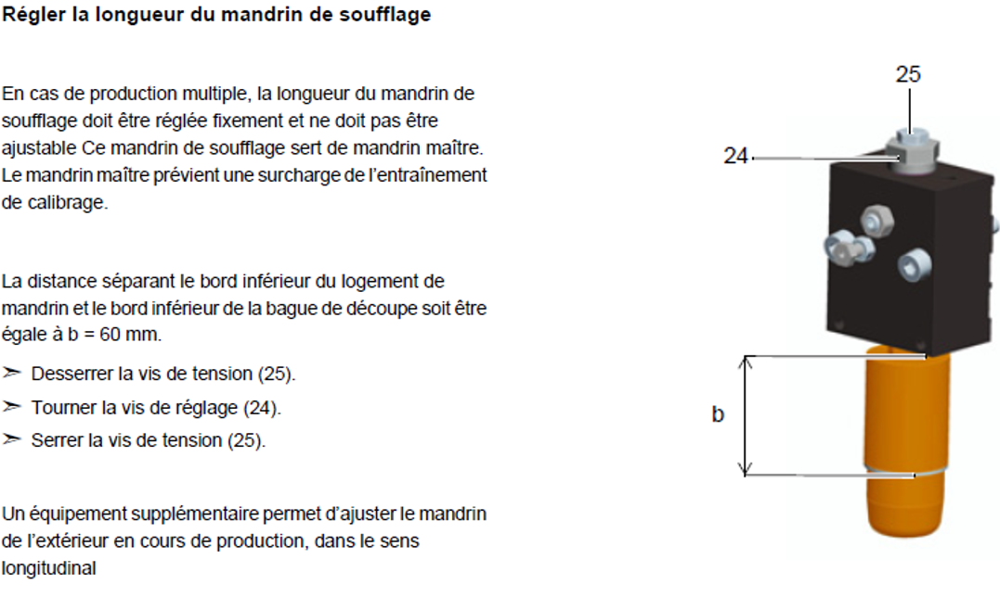 Régler la longueur du mandrin de soufflage
En cas de production multiple, la longueur du mandrin de
soufflage doit être réglée fixement et ne doit pas être
ajustable Ce mandrin de soufflage sert de mandrin maître.
Le mandrin maître prévient une surcharge de l'entraînement
de calibrage.
La distance séparant le bord inférieur du logement de
mandrin et le bord inférieur de la bague de découpe soit être
égale à b = 60 mm.
➣ Desserrer la vis de tension (25).
➣ Tourner la vis de réglage (24).
➣ Serrer la vis de tension (25).
Un équipement supplémentaire permet d'ajuster le mandrin
de l'extérieur en cours de production, dans le sens
longitudinal
25
24
b